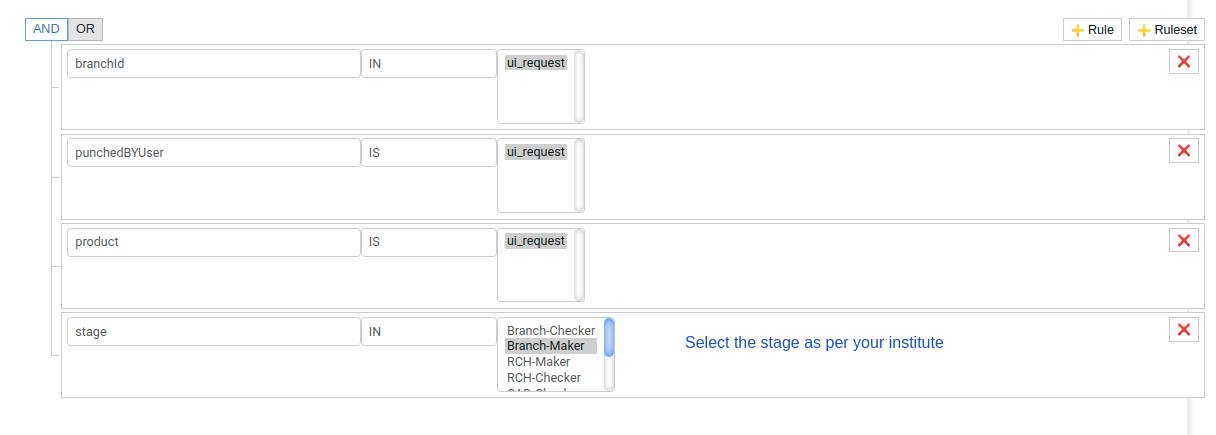 AND OR Rule Ruleset
branchId IN ui_request
punchedBYUser IS ui_request
product IS ui_request
stage IN Branch-Checker
Branch-Maker
Select the stage as per your institute
RCH-Maker
RCH-Checker